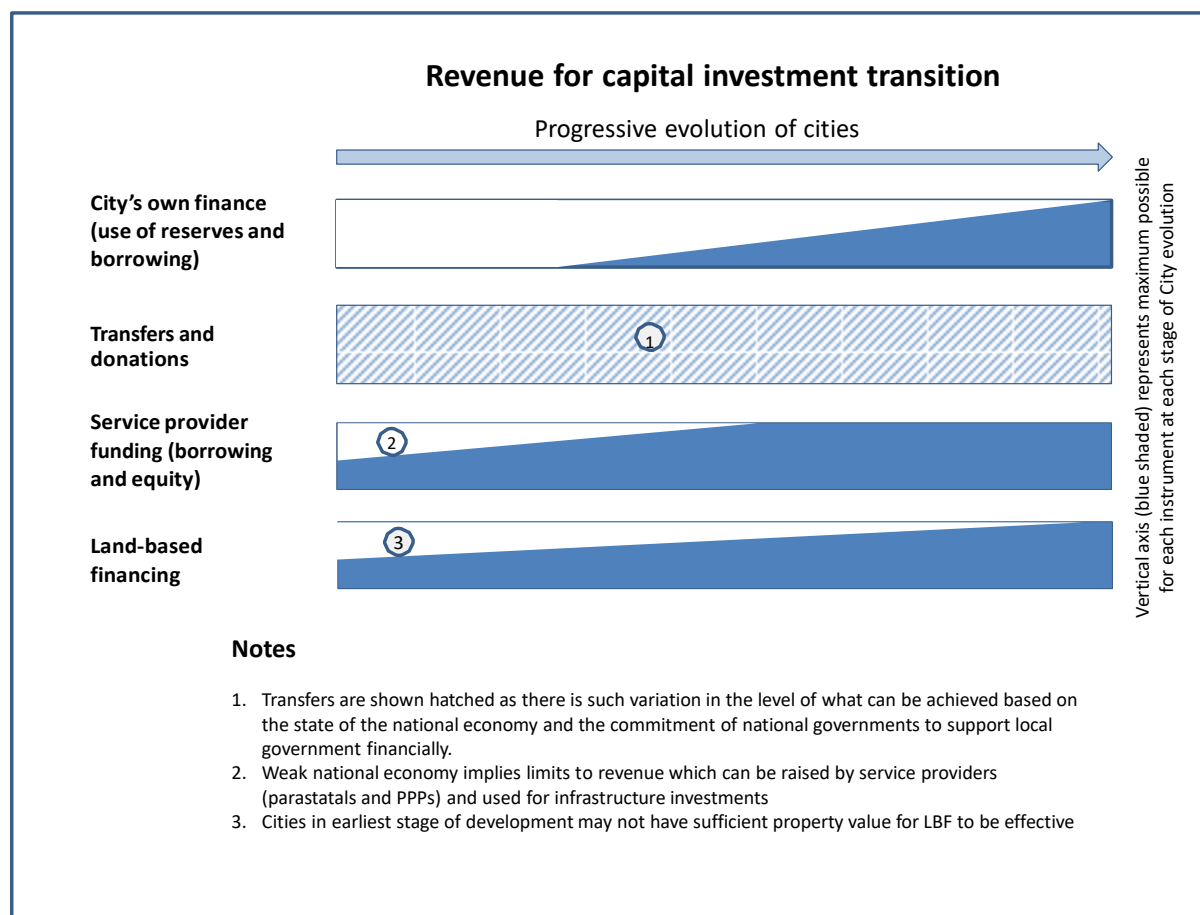 Revenue for capital investment transition
Progressive evolution of cities
City’s own finance
(use of reserves and
borrowing)
Transfers and
donations
1
Service provider
funding (borrowing
and equity)
2
Land-based
financing
3
Vertical axis (blue shaded) represents maximum possible
for each instrument at each stage of City evolution
Notes
1. Transfers are shown hatched as there is such variation in the level of what can be achieved based on
the state of the national economy and the commitment of national governments to support local
government financially.
2. Weak national economy implies limits to revenue which can be raised by service providers
(parastatals and PPPs) and used for infrastructure investments
3. Cities in earliest stage of development may not have sufficient property value for LBF to be effective